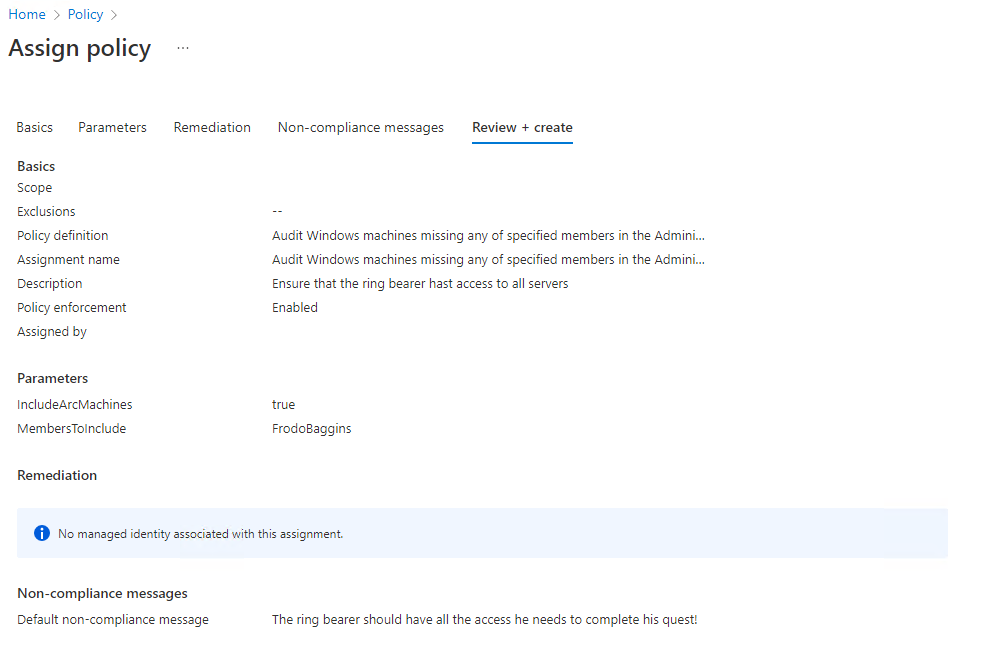 Home > Policy >
Assign policy ...
Basics Parameters Remediation Non-compliance messages Review + create
Basics
Scope
Exclusions --
Policy definition Audit Windows machines missing any of specified members in the Admini...
Assignment name Audit Windows machines missing any of specified members in the Admini...
Description Ensure that the ring bearer hast access to all servers
Policy enforcement Enabled
Assigned by
Parameters
IncludeArcMachines true
MembersToInclude FrodoBaggins
Remediation
No managed identity associated with this assignment.
Non-compliance messages
Default non-compliance message The ring bearer should have all the access he needs to complete his quest!